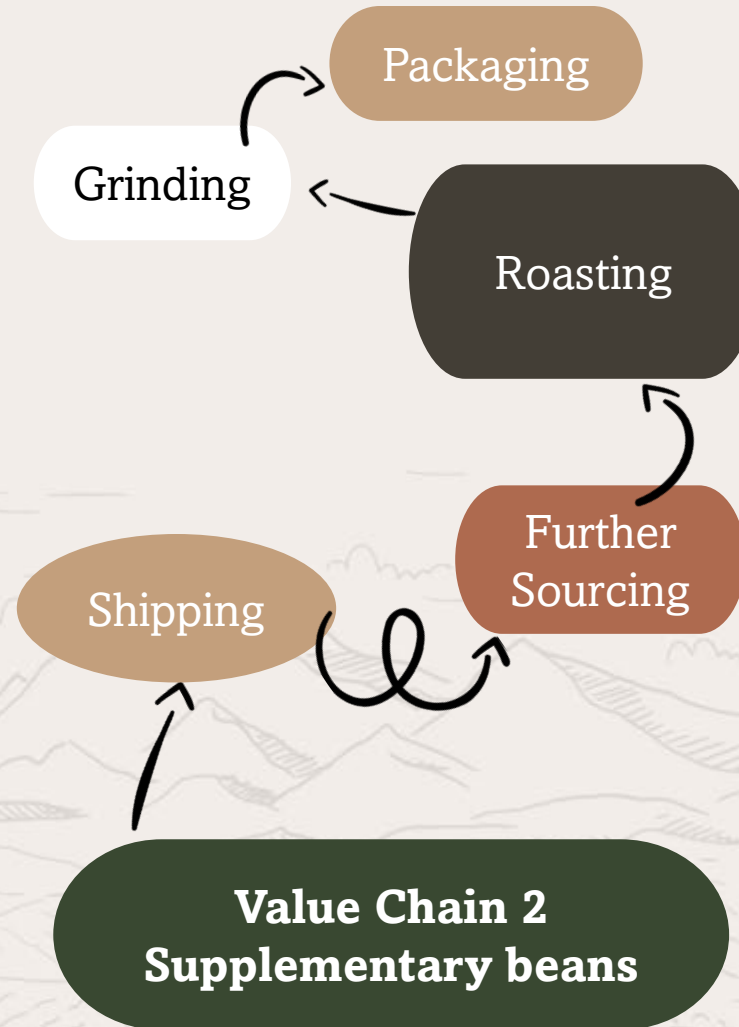 Packaging
Grinding
Roasting
Further
Sourcing
Shipping
Value Chain 2
Supplementary beans